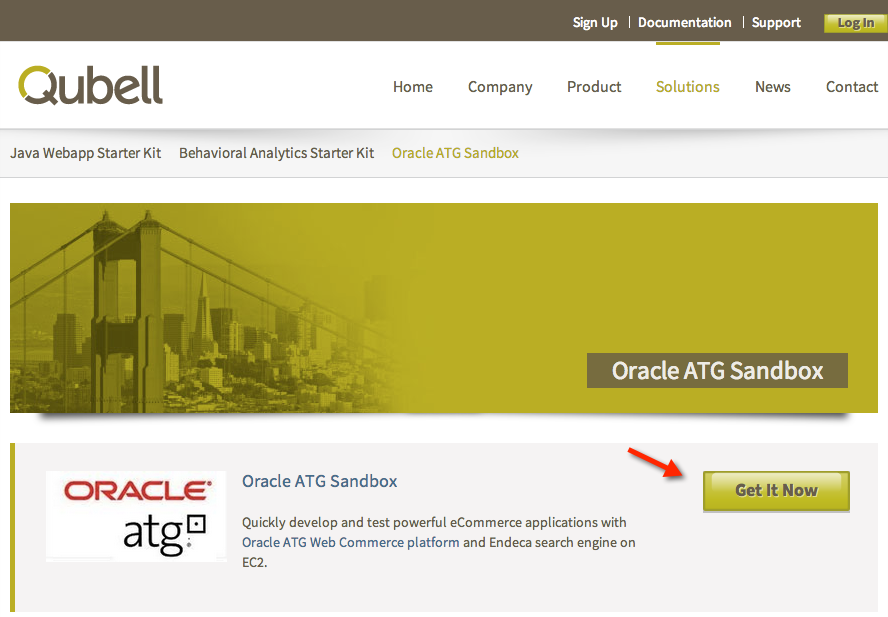 Sign Up | Documentation | Support Log In
Qubell
Home Company Product Solutions News Contact
Java Webapp Starter Kit Behavioral Analytics Starter Kit Oracle ATG Sandbox
Oracle ATG Sandbox
ORACLE®
atg
Oracle ATG Sandbox
Quickly develop and test powerful eCommerce applications with
Oracle ATG Web Commerce platform and Endeca search engine on
EC2.
Get It Now